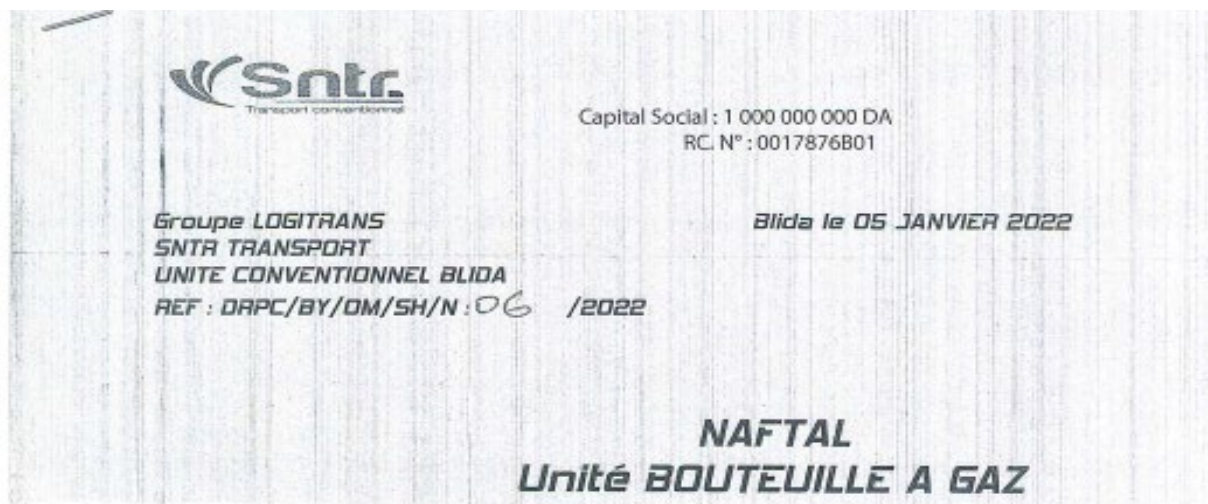 Sntr.
Transport conventionnel
Capital Social : 1 000 000 000 DA
RC. N° : 0017876B01
Groupe LOGITRANS
Blida le 05 JANVIER 2022
SNTR TRANSPORT
UNITE CONVENTIONNEL BLIDA
REF : DRPC/BY/OM/SH/N : 06 /2022
NAFTAL
Unité BOUTEUILLE A GAZ